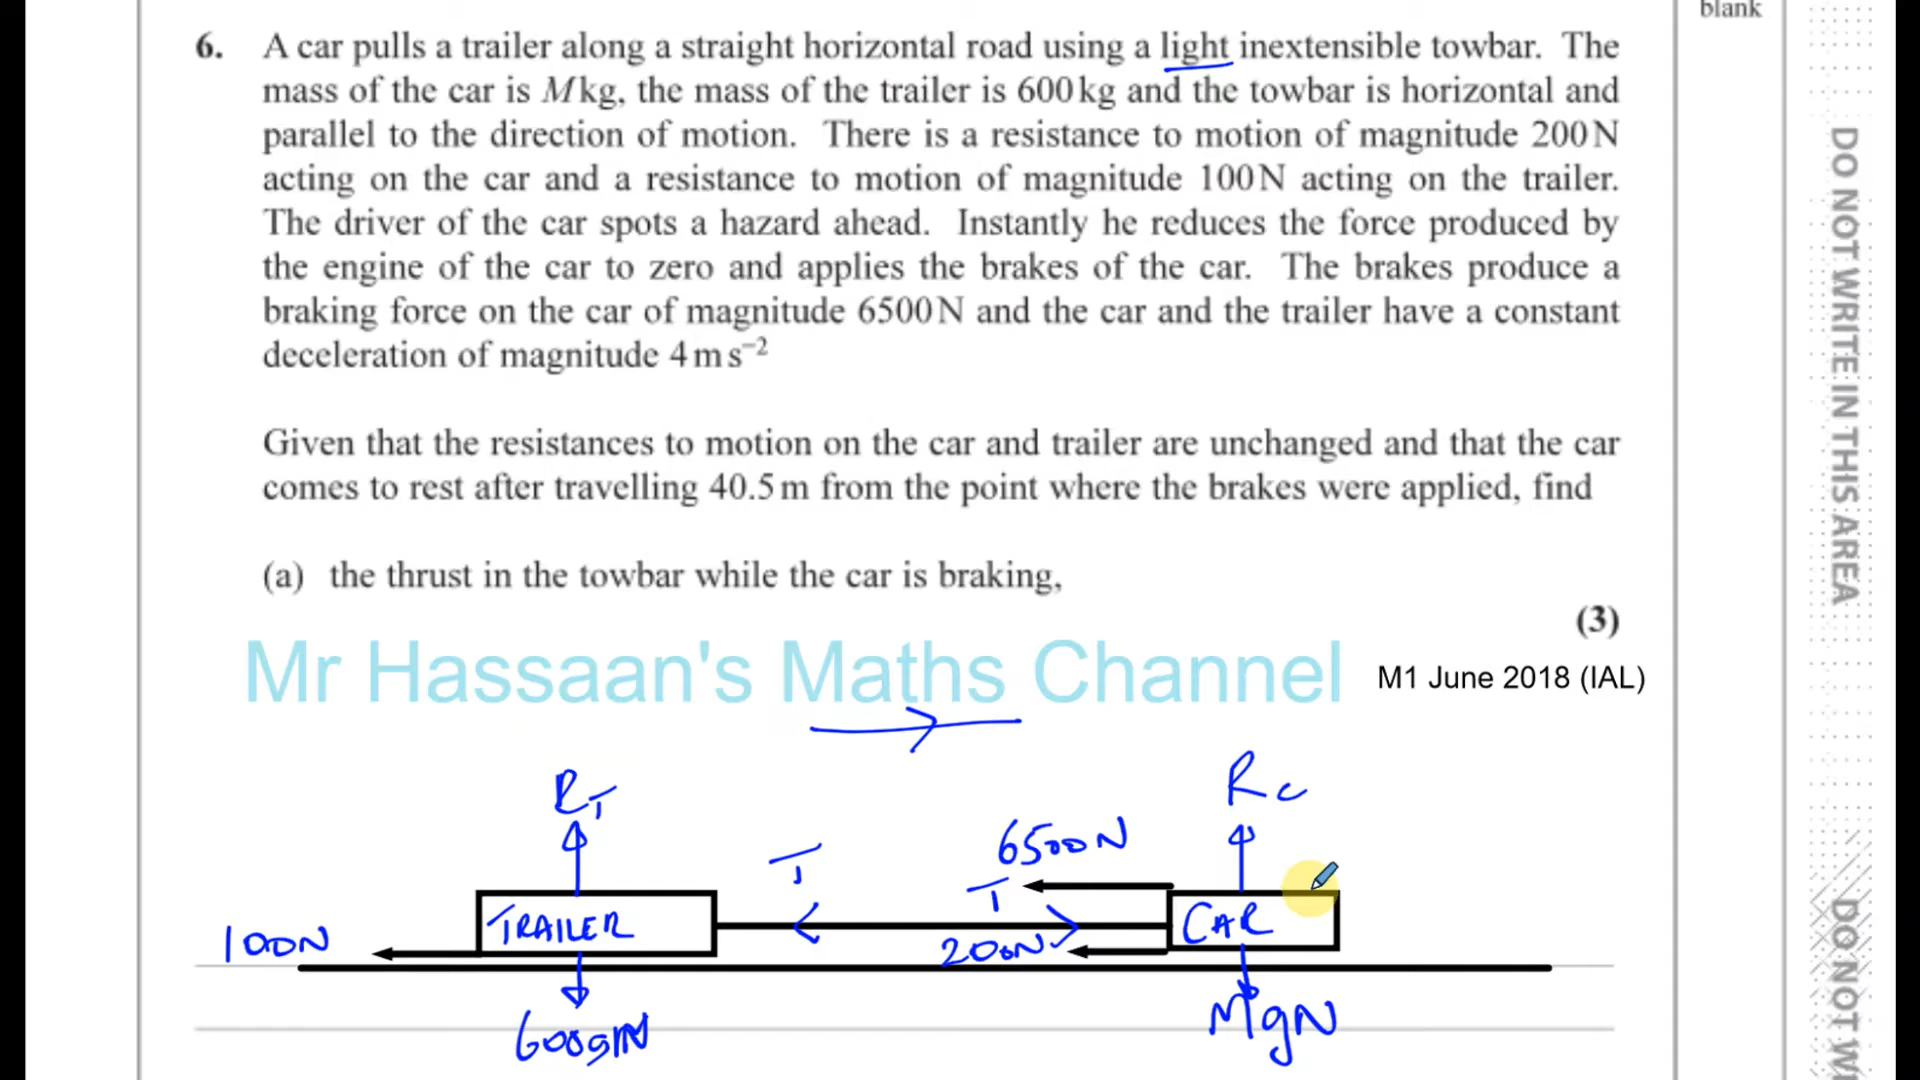 blank
6. A car pulls a trailer along a straight horizontal road using a light inextensible towbar. The
mass of the car is M kg, the mass of the trailer is 600 kg and the towbar is horizontal and
parallel to the direction of motion. There is a resistance to motion of magnitude 200 N
acting on the car and a resistance to motion of magnitude 100 N acting on the trailer.
The driver of the car spots a hazard ahead. Instantly he reduces the force produced by
the engine of the car to zero and applies the brakes of the car. The brakes produce a
braking force on the car of magnitude 6500 N and the car and the trailer have a constant
deceleration of magnitude 4 m s⁻²
Given that the resistances to motion on the car and trailer are unchanged and that the car
comes to rest after travelling 40.5 m from the point where the brakes were applied, find
(a) the thrust in the towbar while the car is braking,
(3)
Mr Hassaan's Maths Channel
M1 June 2018 (IAL)
R_T
R_C
6500N
T
T
TRAILER
CAR
100N
200N
600gN
MgN
DO NOT WRITE IN THIS AREA
DO NOT W